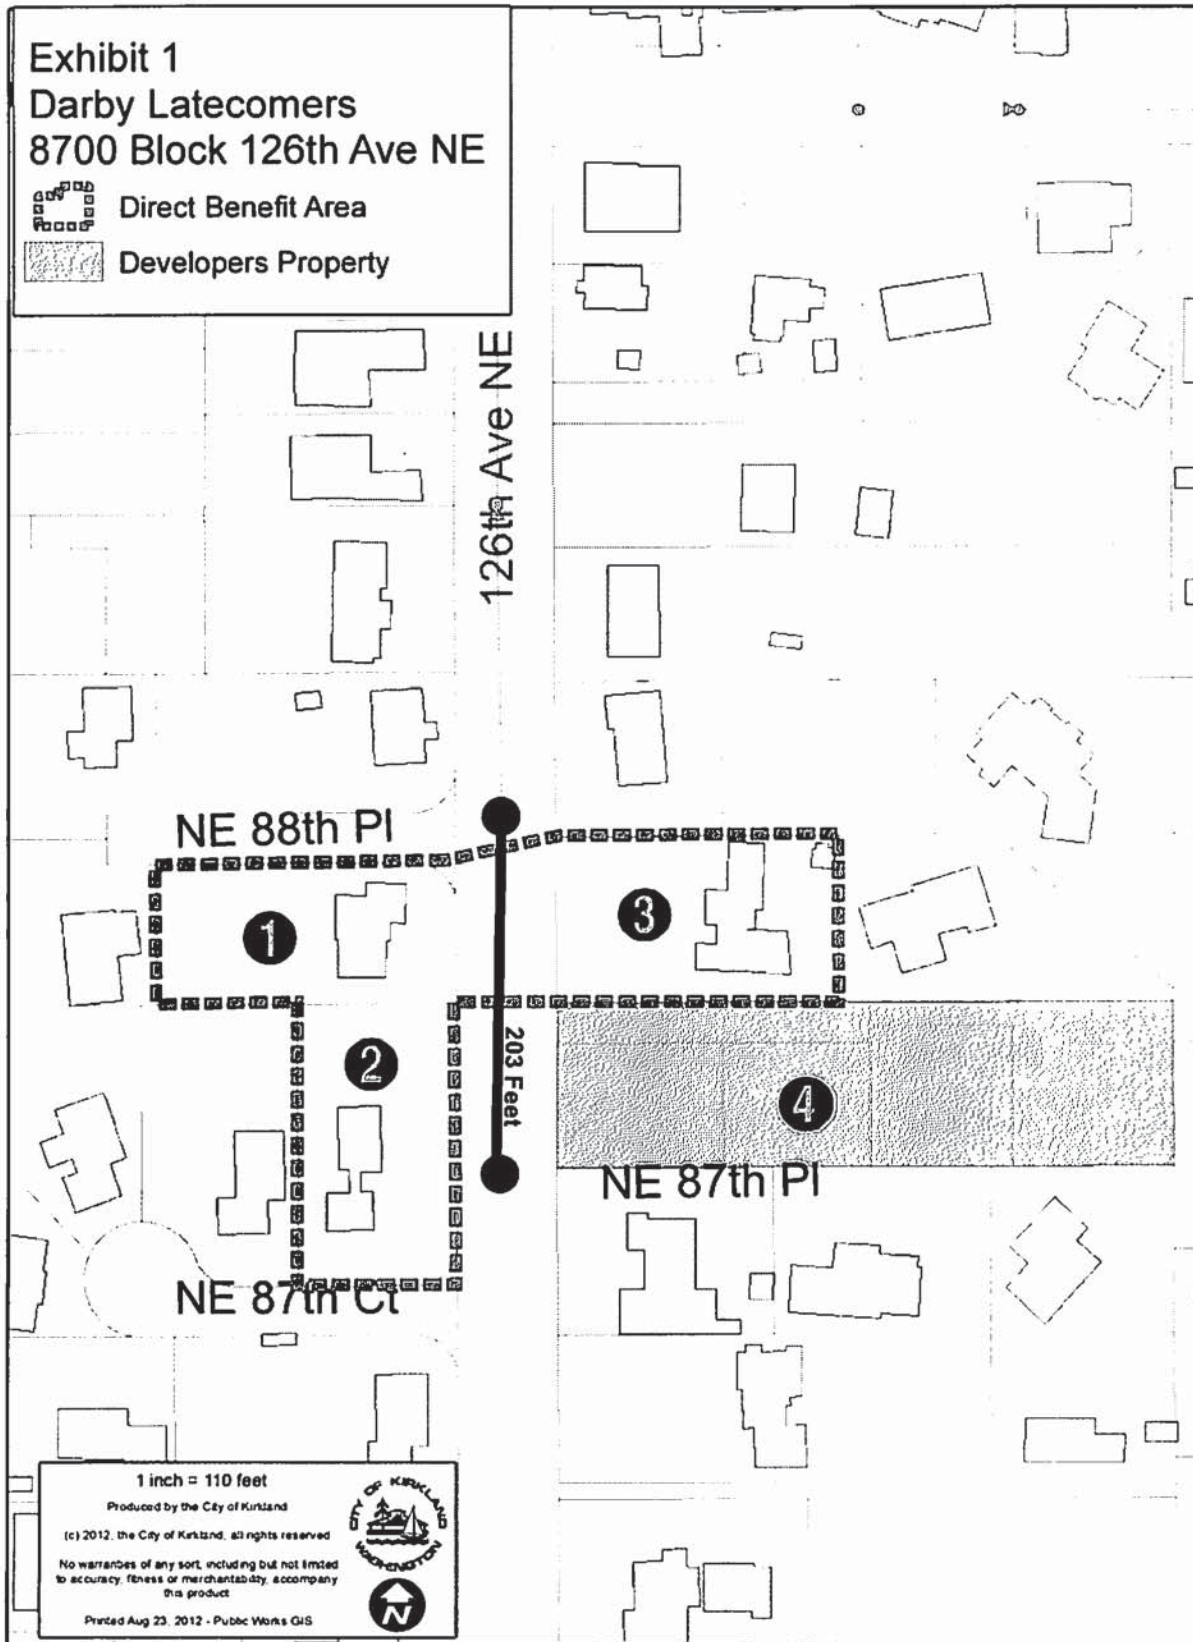 Exhibit 1
Darby Latecomers
8700 Block 126th Ave NE
Direct Benefit Area
Developers Property
126th Ave NE
NE 88th Pl
1
3
2
203 Feet
4
NE 87th Pl
NE 87th Ct
1 inch = 110 feet
Produced by the City of Kirkland
(c) 2012, the City of Kirkland, all rights reserved
No warranties of any sort, including but not limited
to accuracy, fitness or merchantability, accompany
this product
Printed Aug 23, 2012 - Public Works GIS
CITY OF KIRKLAND
WASHINGTON
N